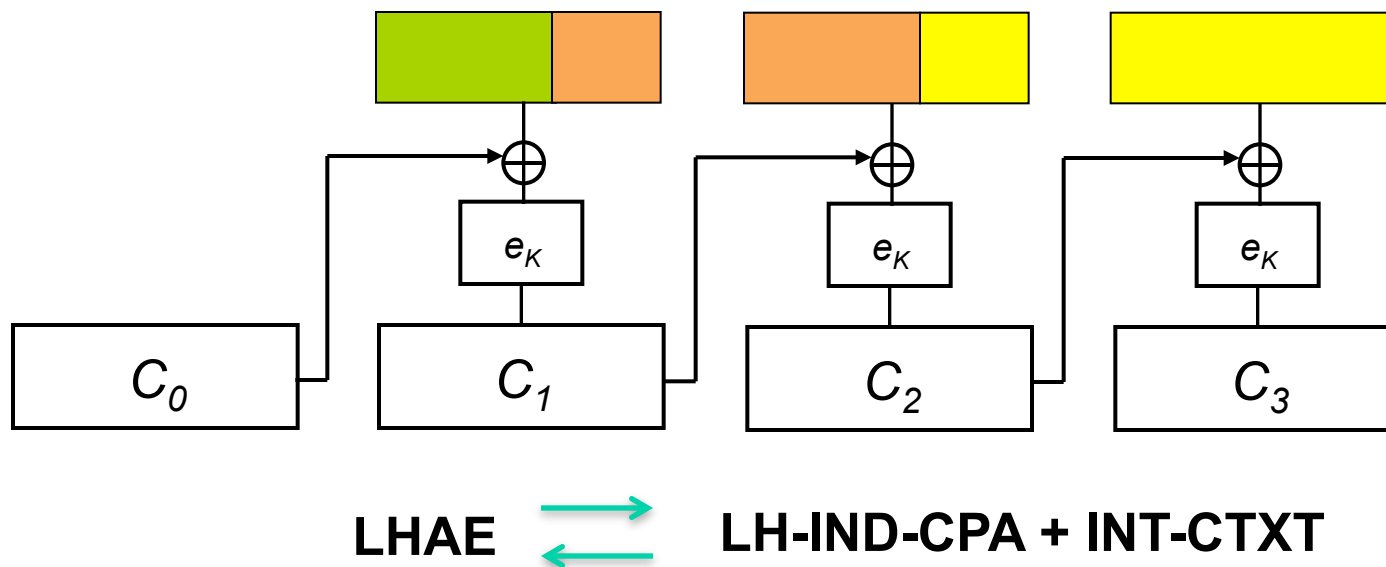 e_K e_K e_K
C_0 C_1 C_2 C_3
LHAE LH-IND-CPA + INT-CTXT